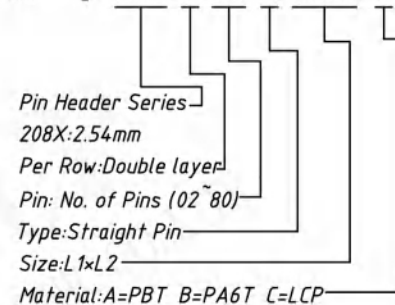 Pin Header Series
208X:2.54mm
Per Row:Double layer
Pin: No. of Pins (02~80)
Type:Straight Pin
Size:L1×L2
Material:A=PBT B=PA6T C=LCP